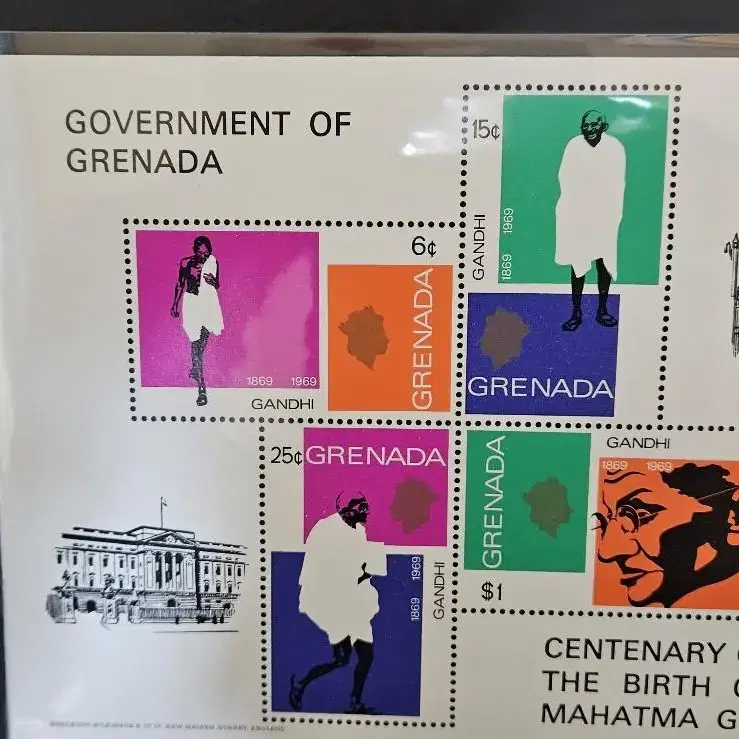 GOVERNMENT OF
GRENADA
15¢
GANDHI
1869 1969
GRENADA
6¢
GRENADA
1869 1969
GANDHI
25¢
GRENADA
1869 1969
GANDHI
GRENADA
$1
GANDHI
1869 1969
CENTENARY
THE BIRTH
MAHATMA G